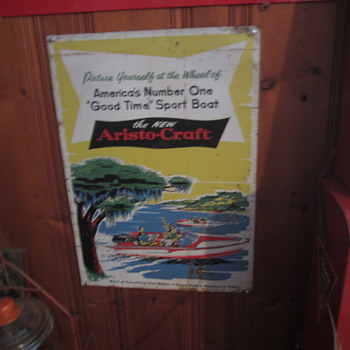 Picture Yourself at the Wheel of
America's Number One
"Good Time" Sport Boat
the NEW
Aristo-Craft